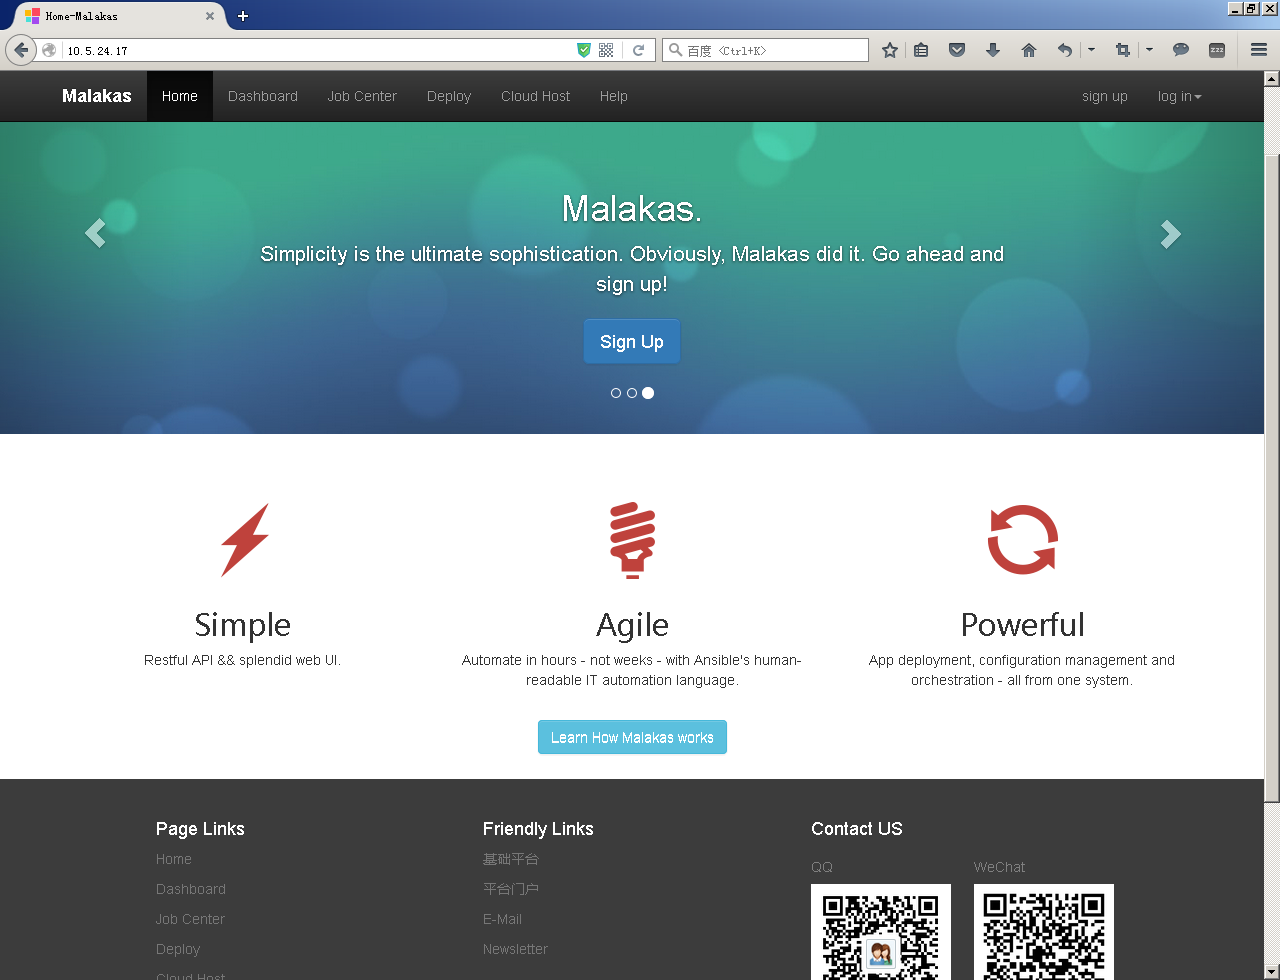 Home-Malakas
10.5.24.17
百度 <Ctrl+K>
zzz
Malakas Home Dashboard Job Center Deploy Cloud Host Help sign up log in
Malakas.
Simplicity is the ultimate sophistication. Obviously, Malakas did it. Go ahead and
sign up!
Sign Up
Simple
Restful API && splendid web UI.
Agile
Automate in hours - not weeks - with Ansible's human-
readable IT automation language.
Powerful
App deployment, configuration management and
orchestration - all from one system.
Learn How Malakas works
Page Links
Home
Dashboard
Job Center
Deploy
Cloud Host
Friendly Links
基础平台
平台门户
E-Mail
Newsletter
Contact US
QQ
WeChat